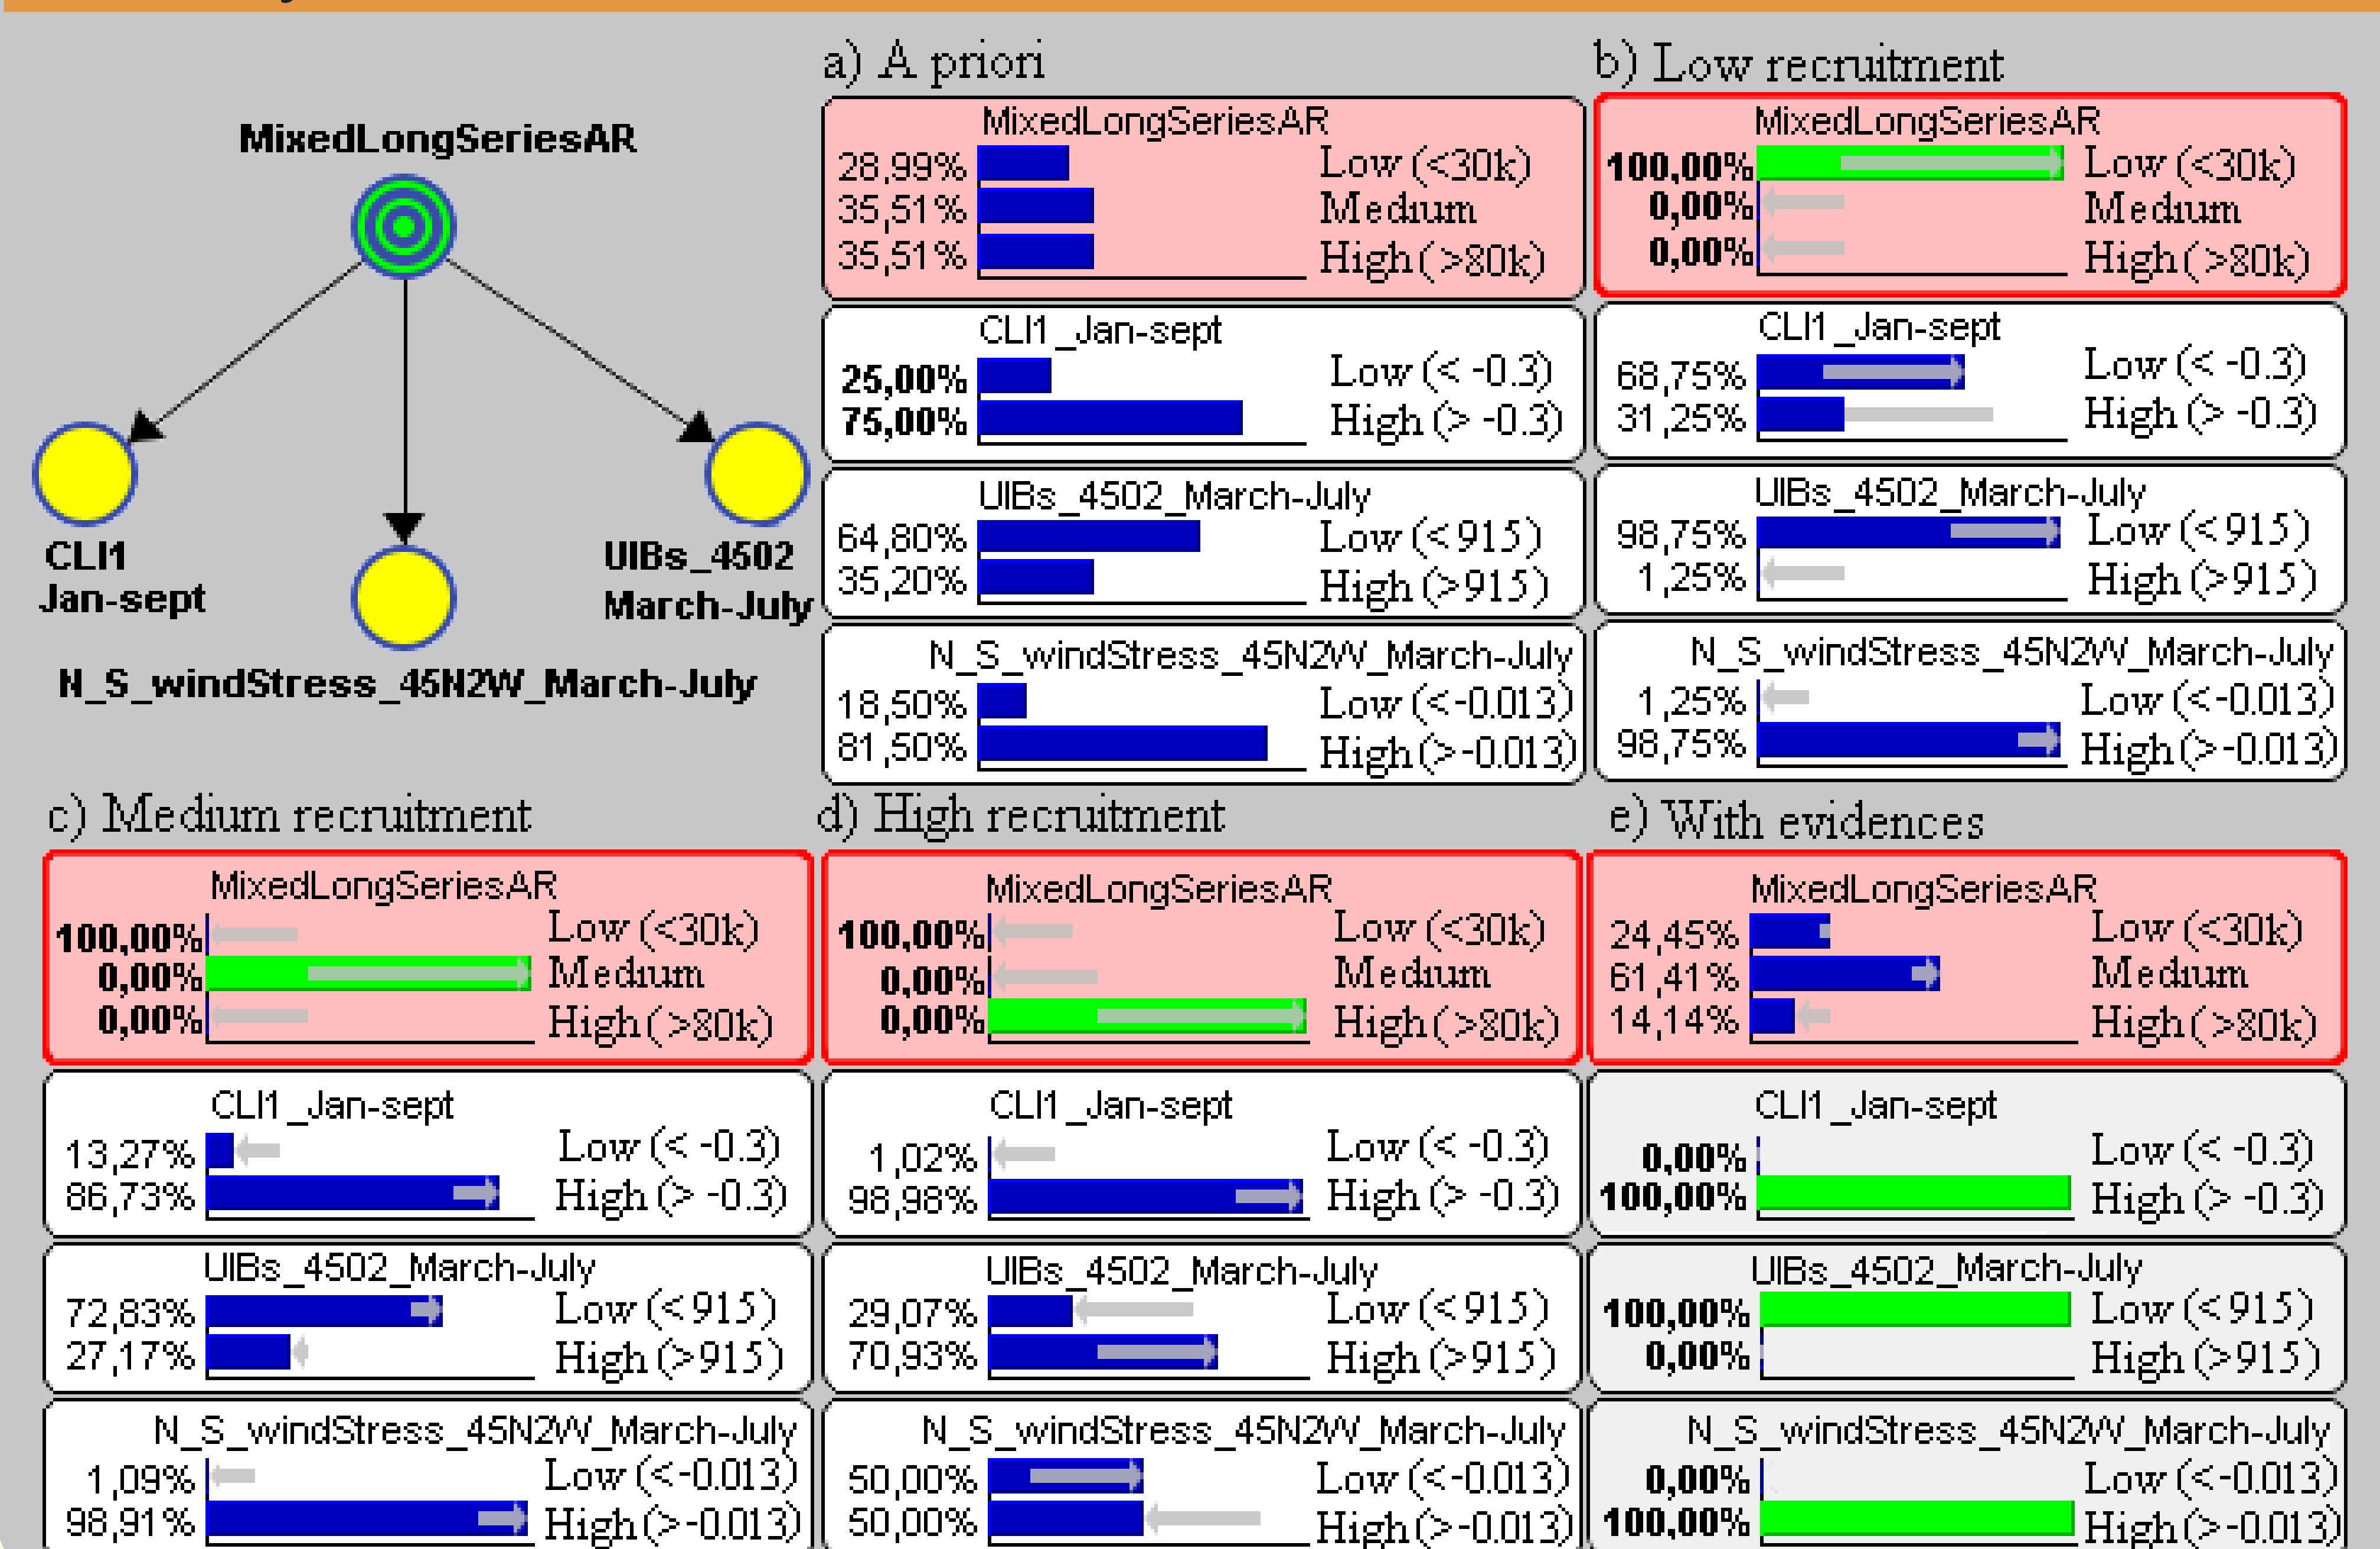 MixedLongSeriesAR
CLI1
Jan-sept
UIBs_4502
March-July
N_S_windStress_45N2W_March-July
a) A priori
MixedLongSeriesAR
28,99% Low (<30k)
35,51% Medium
35,51% High (>80k)
CLI1_Jan-sept
25,00% Low (< -0.3)
75,00% High (> -0.3)
UIBs_4502_March-July
64,80% Low (<915)
35,20% High (>915)
N_S_windStress_45N2W_March-July
18,50% Low (<-0.013)
81,50% High (>-0.013)
b) Low recruitment
MixedLongSeriesAR
100,00% Low (<30k)
0,00% Medium
0,00% High (>80k)
CLI1_Jan-sept
68,75% Low (< -0.3)
31,25% High (> -0.3)
UIBs_4502_March-July
98,75% Low (<915)
1,25% High (>915)
N_S_windStress_45N2W_March-July
1,25% Low (<-0.013)
98,75% High (>-0.013)
c) Medium recruitment
MixedLongSeriesAR
100,00% Low (<30k)
0,00% Medium
0,00% High (>80k)
CLI1_Jan-sept
13,27% Low (< -0.3)
86,73% High (> -0.3)
UIBs_4502_March-July
72,83% Low (<915)
27,17% High (>915)
N_S_windStress_45N2W_March-July
1,09% Low (<-0.013)
98,91% High (>-0.013)
d) High recruitment
MixedLongSeriesAR
100,00% Low (<30k)
0,00% Medium
0,00% High (>80k)
CLI1_Jan-sept
1,02% Low (< -0.3)
98,98% High (> -0.3)
UIBs_4502_March-July
29,07% Low (<915)
70,93% High (>915)
N_S_windStress_45N2W_March-July
50,00% Low (<-0.013)
50,00% High (>-0.013)
e) With evidences
MixedLongSeriesAR
24,45% Low (<30k)
61,41% Medium
14,14% High (>80k)
CLI1_Jan-sept
0,00% Low (< -0.3)
100,00% High (> -0.3)
UIBs_4502_March-July
100,00% Low (<915)
0,00% High (>915)
N_S_windStress_45N2W_March-July
0,00% Low (<-0.013)
100,00% High (>-0.013)